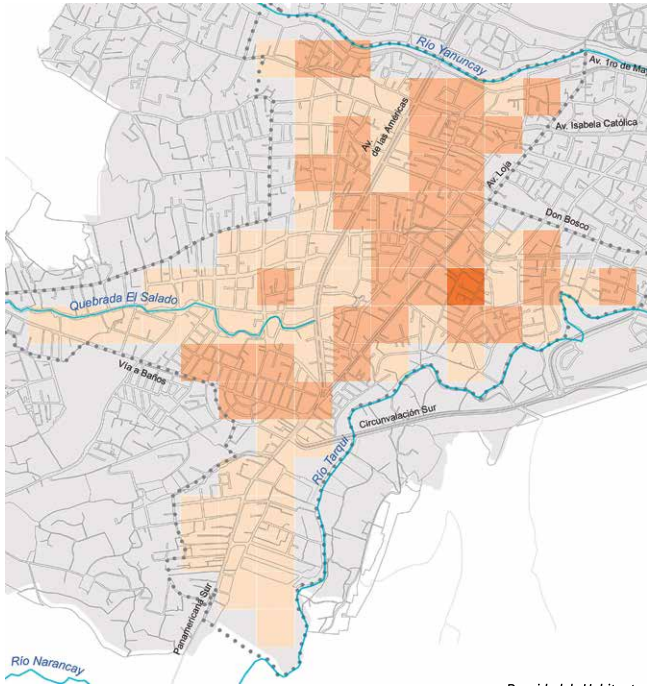 Río Yanuncay
Av. 1ro de May
Av.
de las Américas
Av. Isabela Católica
Av. Loja
Don Bosco
Quebrada El Salado
Vía a Baños
Circunvalación Sur
Río Tarqui
Panamericana Sur
Río Narancay